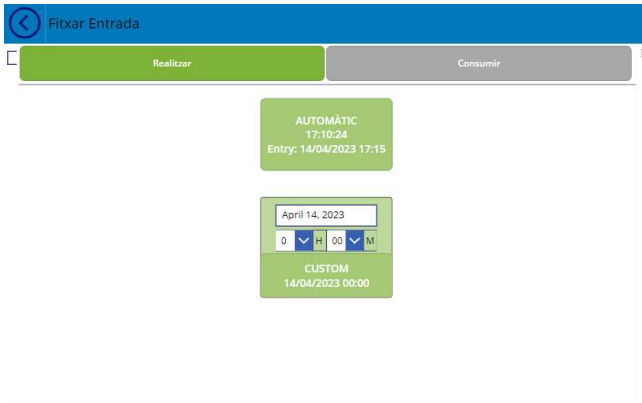 Fitxar Entrada
Realitzar
Consumir
AUTOMÀTIC
17:10:24
Entry: 14/04/2023 17:15
April 14, 2023
0 H 00 M
CUSTOM
14/04/2023 00:00